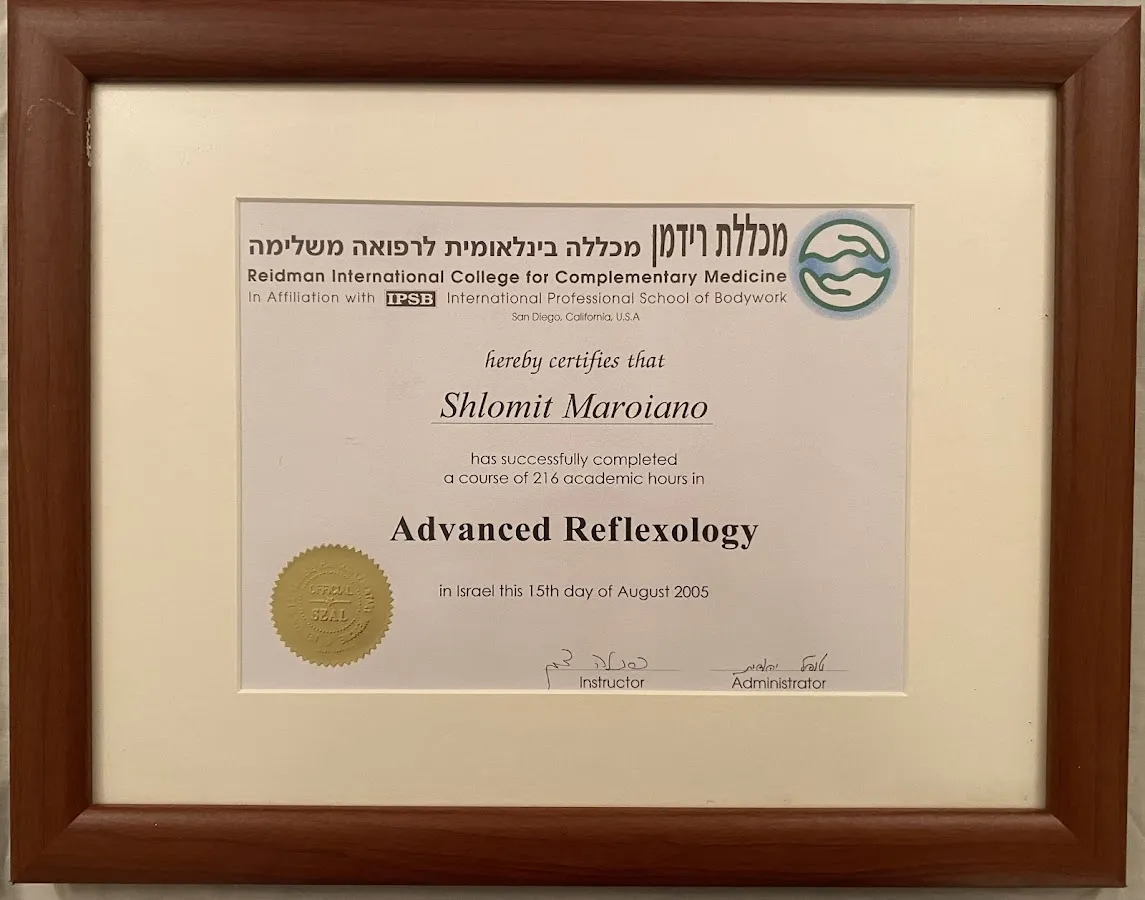 מכללת רידמן מכללה בינלאומית לרפואה משלימה
Reidman International College for Complementary Medicine
In Affiliation with IPSB International Professional School of Bodywork
San Diego, California, U.S.A
hereby certifies that
Shlomit Maroiano
has successfully completed
a course of 216 academic hours in
Advanced Reflexology
in Israel this 15th day of August 2005
OFFICIAL
SEAL
Instructor
Administrator